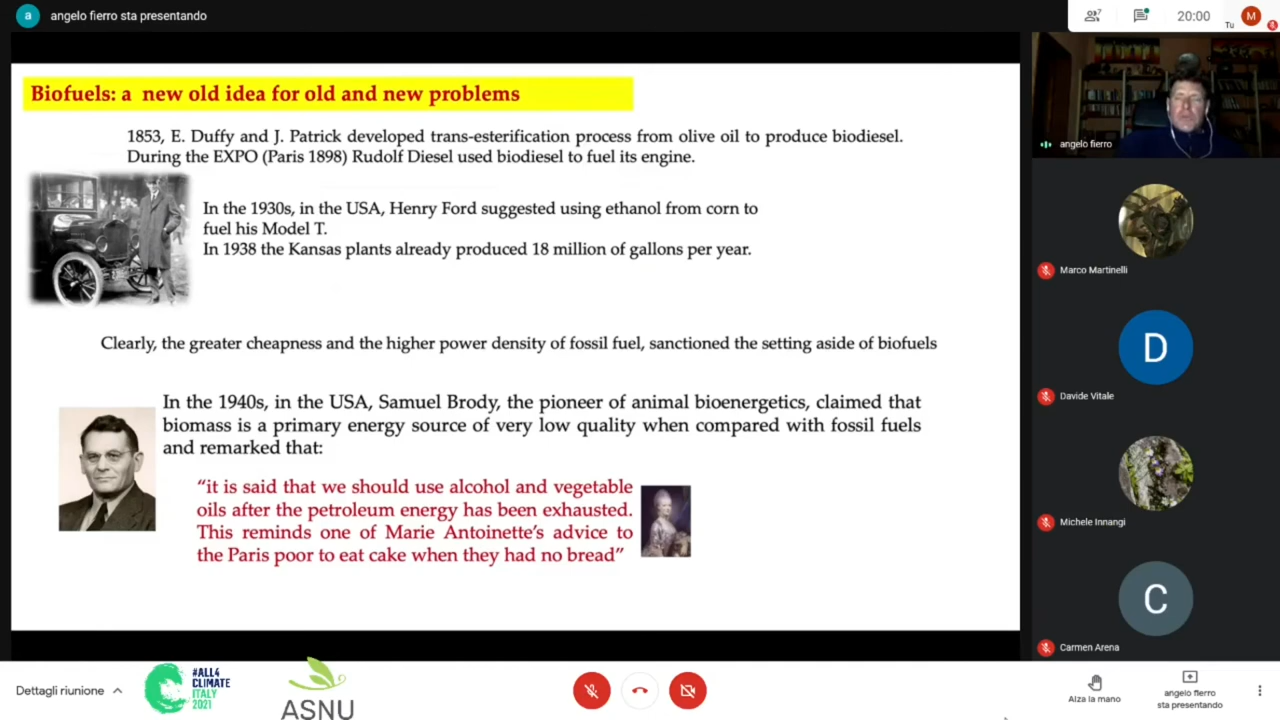 a
angelo fierro sta presentando
7
20:00
Tu
M
Biofuels: a new old idea for old and new problems
1853, E. Duffy and J. Patrick developed trans-esterification process from olive oil to produce biodiesel.
During the EXPO (Paris 1898) Rudolf Diesel used biodiesel to fuel its engine.
In the 1930s, in the USA, Henry Ford suggested using ethanol from corn to
fuel his Model T.
In 1938 the Kansas plants already produced 18 million of gallons per year.
Clearly, the greater cheapness and the higher power density of fossil fuel, sanctioned the setting aside of biofuels
In the 1940s, in the USA, Samuel Brody, the pioneer of animal bioenergetics, claimed that
biomass is a primary energy source of very low quality when compared with fossil fuels
and remarked that:
“it is said that we should use alcohol and vegetable
oils after the petroleum energy has been exhausted.
This reminds one of Marie Antoinette’s advice to
the Paris poor to eat cake when they had no bread”
angelo fierro
Marco Martinelli
D
Davide Vitale
Michele Innangi
C
Carmen Arena
Dettagli riunione
#ALL4
CLIMATE
ITALY
2021
ASNU
Alza la mano
angelo fierro
sta presentando